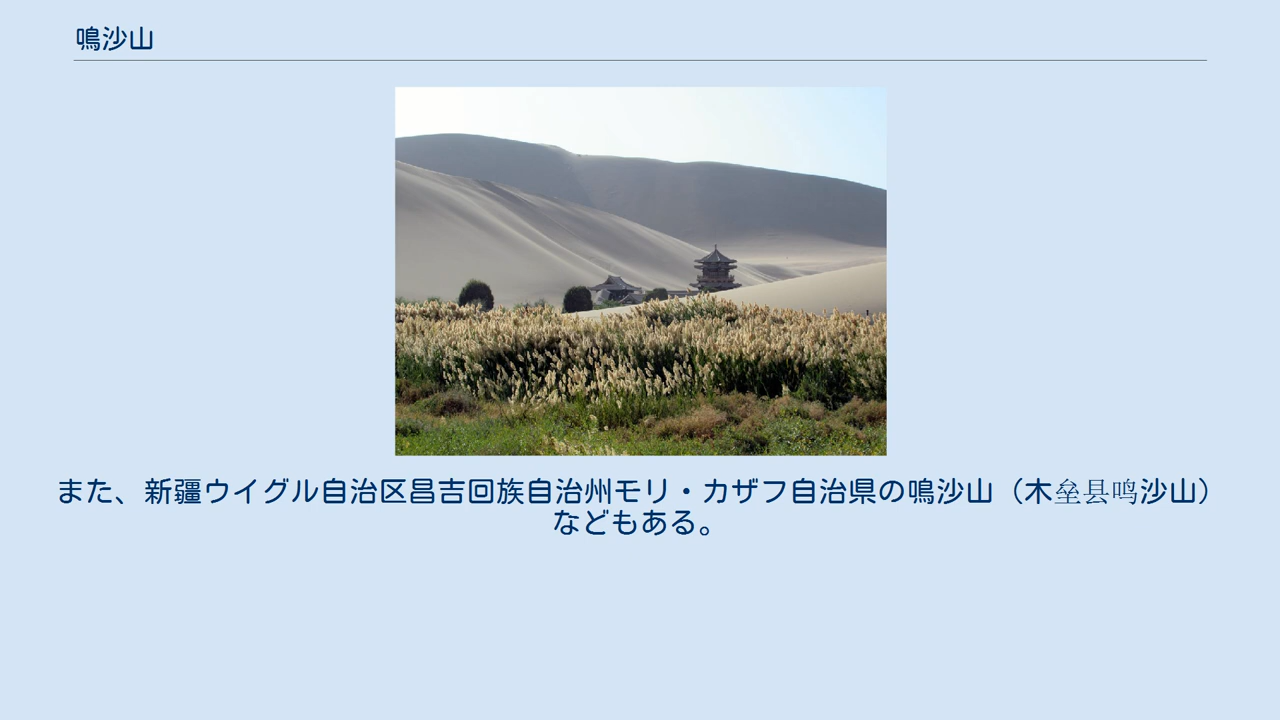 鳴沙山
また、新疆ウイグル自治区昌吉回族自治州モリ・カザフ自治県の鳴沙山（木垒县鸣沙山）
などもある。